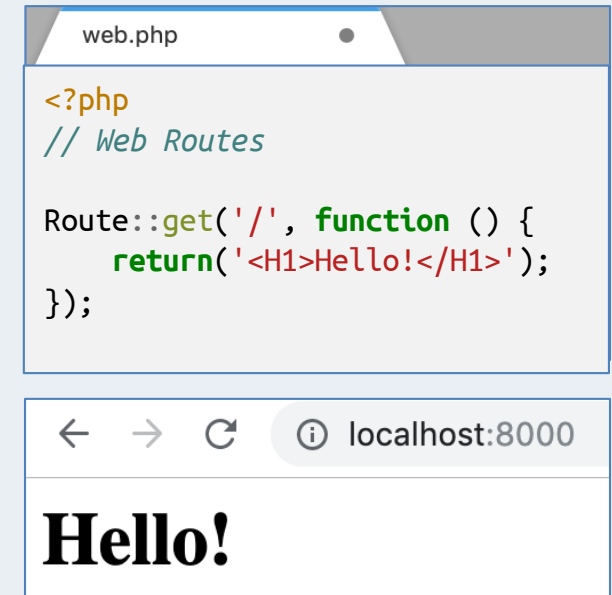 web.php
<?php
// Web Routes
Route::get('/', function () {
    return('<H1>Hello!</H1>');
});
localhost:8000
Hello!